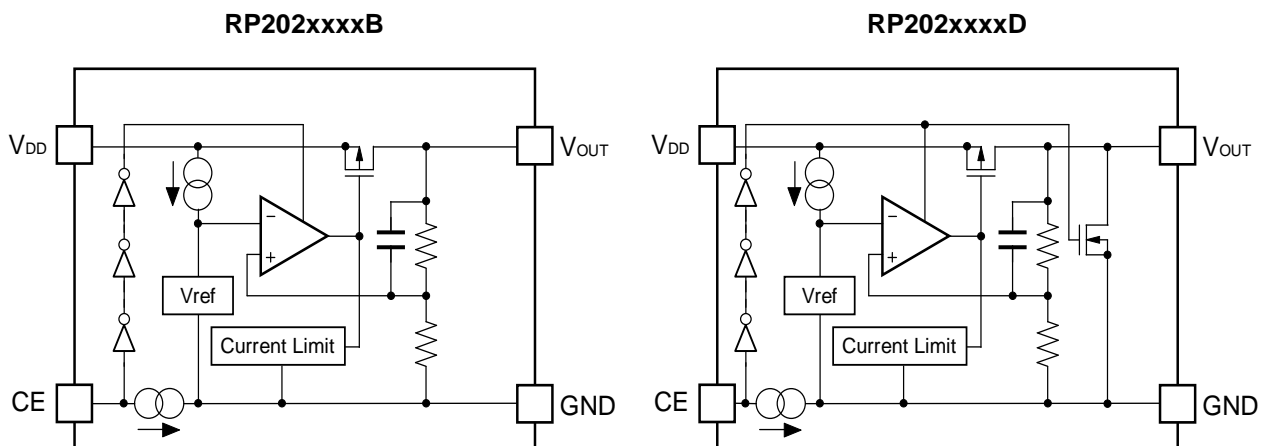 RP202xxxxB
VDD
VOUT
−
+
Vref
Current Limit
CE
GND
RP202xxxxD
VDD
VOUT
−
+
Vref
Current Limit
CE
GND